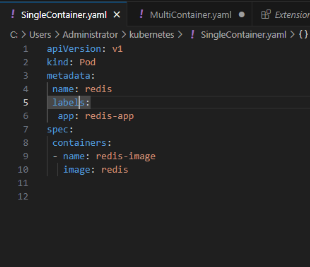 ! SingleContainer.yaml × ! MultiContainer.yaml ● Extension
C: > Users > Administrator > kubernetes > ! SingleContainer.yaml > {}
1 apiVersion: v1
2 kind: Pod
3 metadata:
4 name: redis
5 labels:
6 app: redis-app
7 spec:
8 containers:
9 - name: redis-image
10 image: redis
11
12